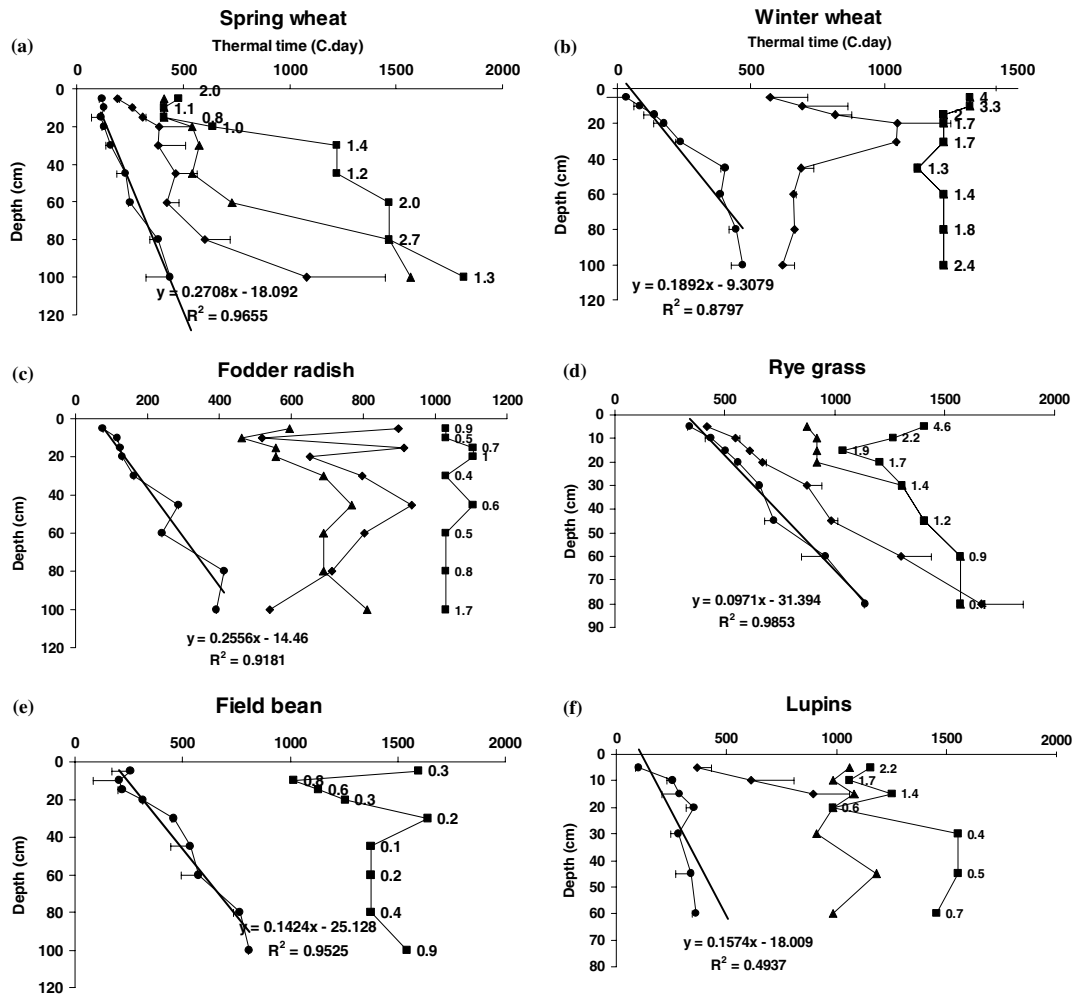 Spring wheat
(a)
Thermal time (C.day)
0 500 1000 1500 2000
Depth (cm)
0
20
40
60
80
100
120
2.0
1.1
0.8
1.0
1.4
1.2
2.0
2.7
1.3
y = 0.2708x - 18.092
R² = 0.9655
Winter wheat
(b)
Thermal time (C.day)
0 500 1000 1500
Depth (cm)
0
20
40
60
80
100
120
4
3.3
2
1.7
1.7
1.3
1.4
1.8
2.4
y = 0.1892x - 9.3079
R² = 0.8797
Fodder radish
(c)
0 200 400 600 800 1000 1200
Depth (cm)
0
20
40
60
80
100
120
0.9
0.5
0.7
1
0.4
0.6
0.5
0.8
1.7
y = 0.2556x - 14.46
R² = 0.9181
Rye grass
(d)
0 500 1000 1500 2000
Depth (cm)
0
10
20
30
40
50
60
70
80
90
4.6
2.2
1.9
1.7
1.4
1.2
0.9
y = 0.0971x - 31.394
R² = 0.9853
Field bean
(e)
0 500 1000 1500 2000
Depth (cm)
0
20
40
60
80
100
120
0.3
0.8
0.6
0.3
0.2
0.1
0.2
0.4
0.9
y = 0.1424x - 25.128
R² = 0.9525
Lupins
(f)
0 500 1000 1500 2000
Depth (cm)
0
10
20
30
40
50
60
70
80
2.2
1.7
1.4
0.6
0.4
0.5
0.7
y = 0.1574x - 18.009
R² = 0.4937